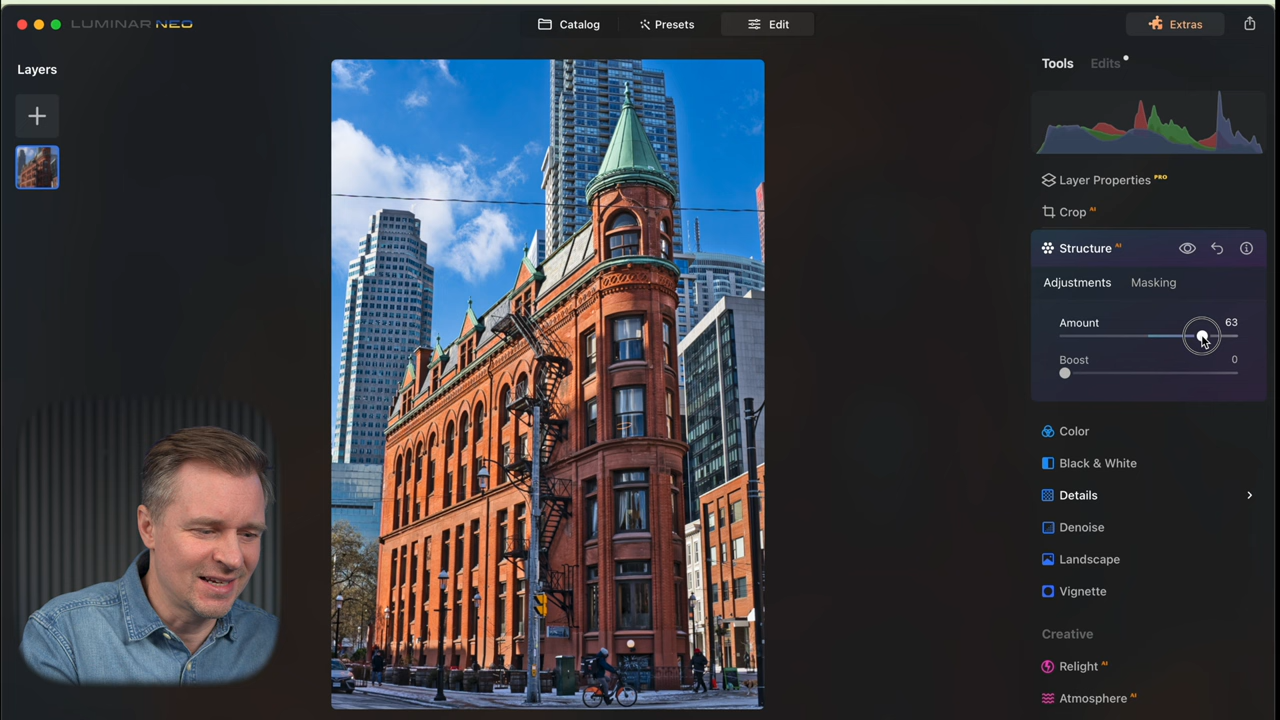 LUMINAR NEO
Catalog
Presets
Edit
Extras
Layers
Tools
Edits
Layer Properties PRO
Crop AI
Structure AI
Adjustments
Masking
Amount
63
Boost
0
Color
Black & White
Details
Denoise
Landscape
Vignette
Creative
Relight AI
Atmosphere AI